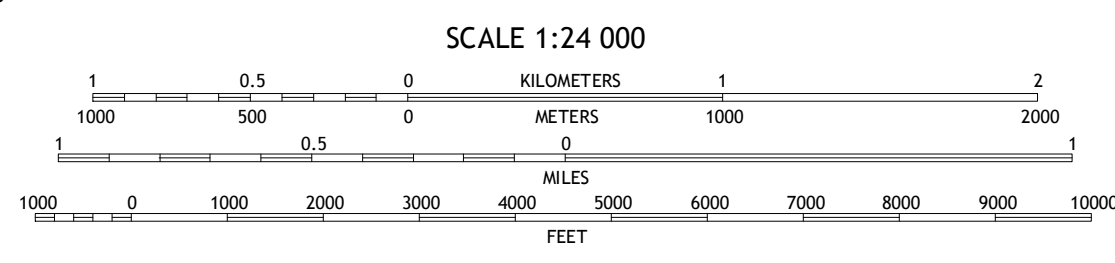 SCALE 1:24 000
1 0.5 0 KILOMETERS 1 2
1000 500 0 METERS 1000 2000
1 0.5 0 1
MILES
1000 0 1000 2000 3000 4000 5000 6000 7000 8000 9000 10000
FEET